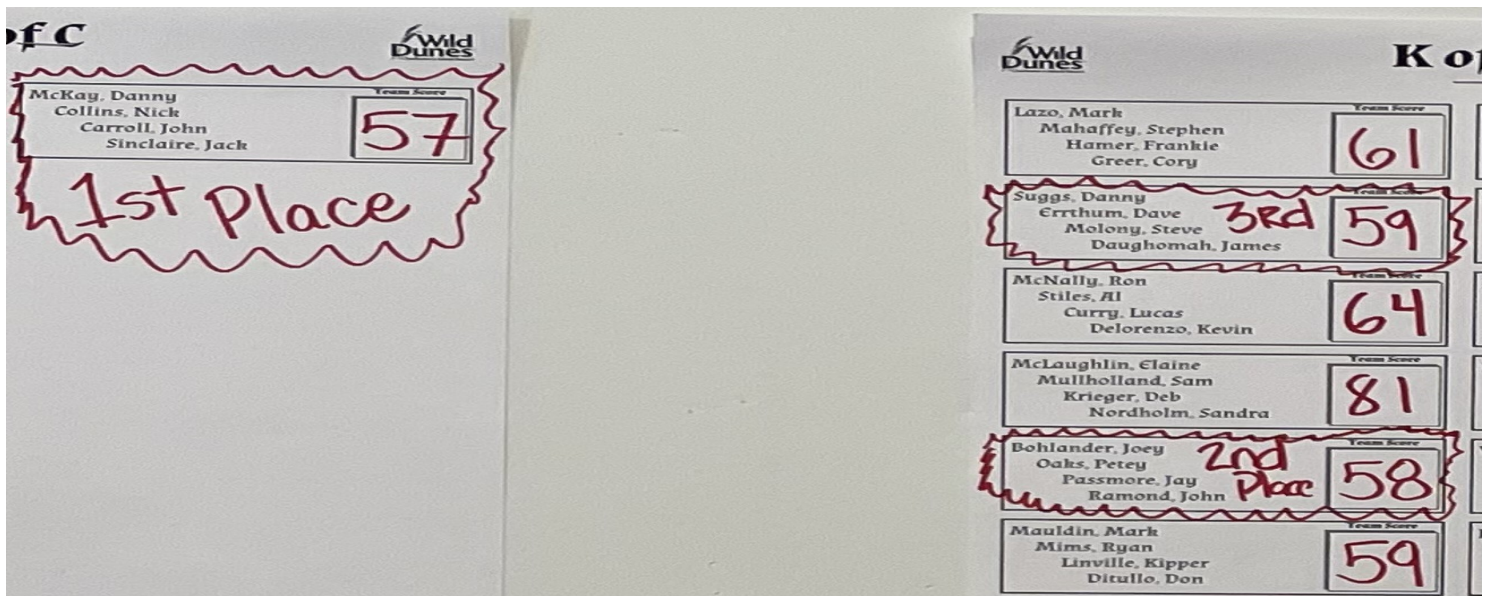 of C
Wild
Dunes
McKay, Danny
Team Score
Collins, Nick
Carroll, John
Sinclaire, Jack
57
1st Place
Wild
Dunes
K of
Lazo, Mark
Team Score
Mahaffey, Stephen
Hamer, Frankie
Greer, Cory
61
Suggs, Danny
Errthum, Dave
Molony, Steve
Daughomah, James
3Rd
59
McNally, Ron
Team Score
Stiles, Al
Curry, Lucas
Delorenzo, Kevin
64
McLaughlin, Elaine
Team Score
Mullholland, Sam
Krieger, Deb
Nordholm, Sandra
81
Bohlander, Joey
Team Score
Oaks, Petey
Passmore, Jay
Ramond, John
2nd
Place
58
Mauldin, Mark
Team Score
Mims, Ryan
Linville, Kipper
Ditullo, Don
59